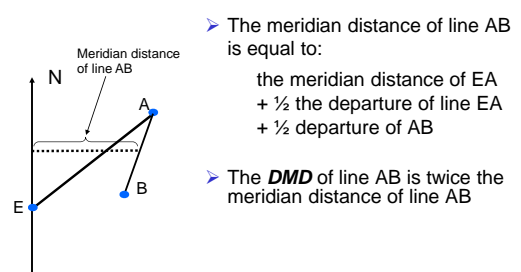 Meridian distance
of line AB
N
A
B
E
➢ The meridian distance of line AB
is equal to:
the meridian distance of EA
+ ½ the departure of line EA
+ ½ departure of AB
➢ The DMD of line AB is twice the
meridian distance of line AB